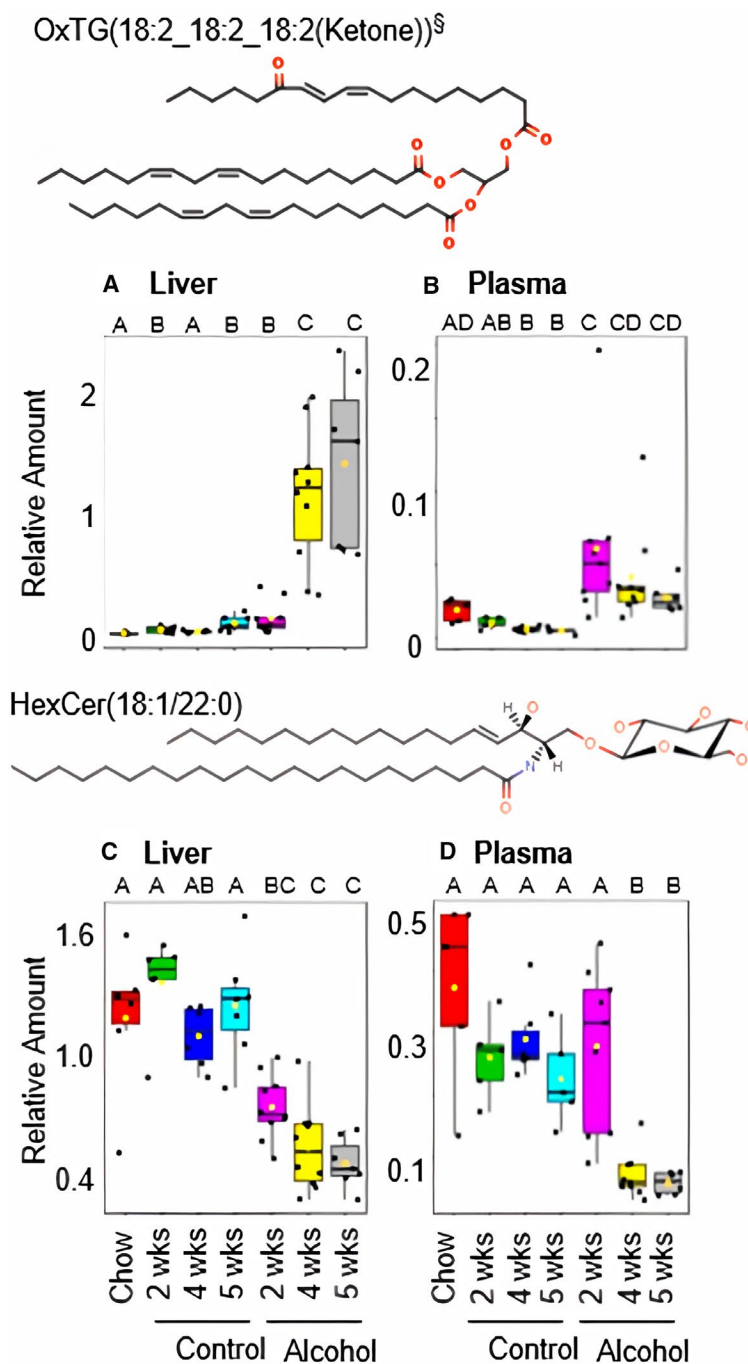 OxTG(18:2_18:2_18:2(Ketone))§
O
O
O
O
O
O
O
A Liver
B Plasma
A B A B B C C
AD AB B B C CD CD
Relative Amount
2
1
0
0.2
0.1
0
HexCer(18:1/22:0)
H O
O
O
O
O
O
O
N H
O
C Liver
D Plasma
A A AB A BC C C
A A A A A B B
Relative Amount
1.6
1.0
0.4
0.5
0.3
0.1
Chow 2 wks 4 wks 5 wks 2 wks 4 wks 5 wks
Chow 2 wks 4 wks 5 wks 2 wks 4 wks 5 wks
Control Alcohol
Control Alcohol